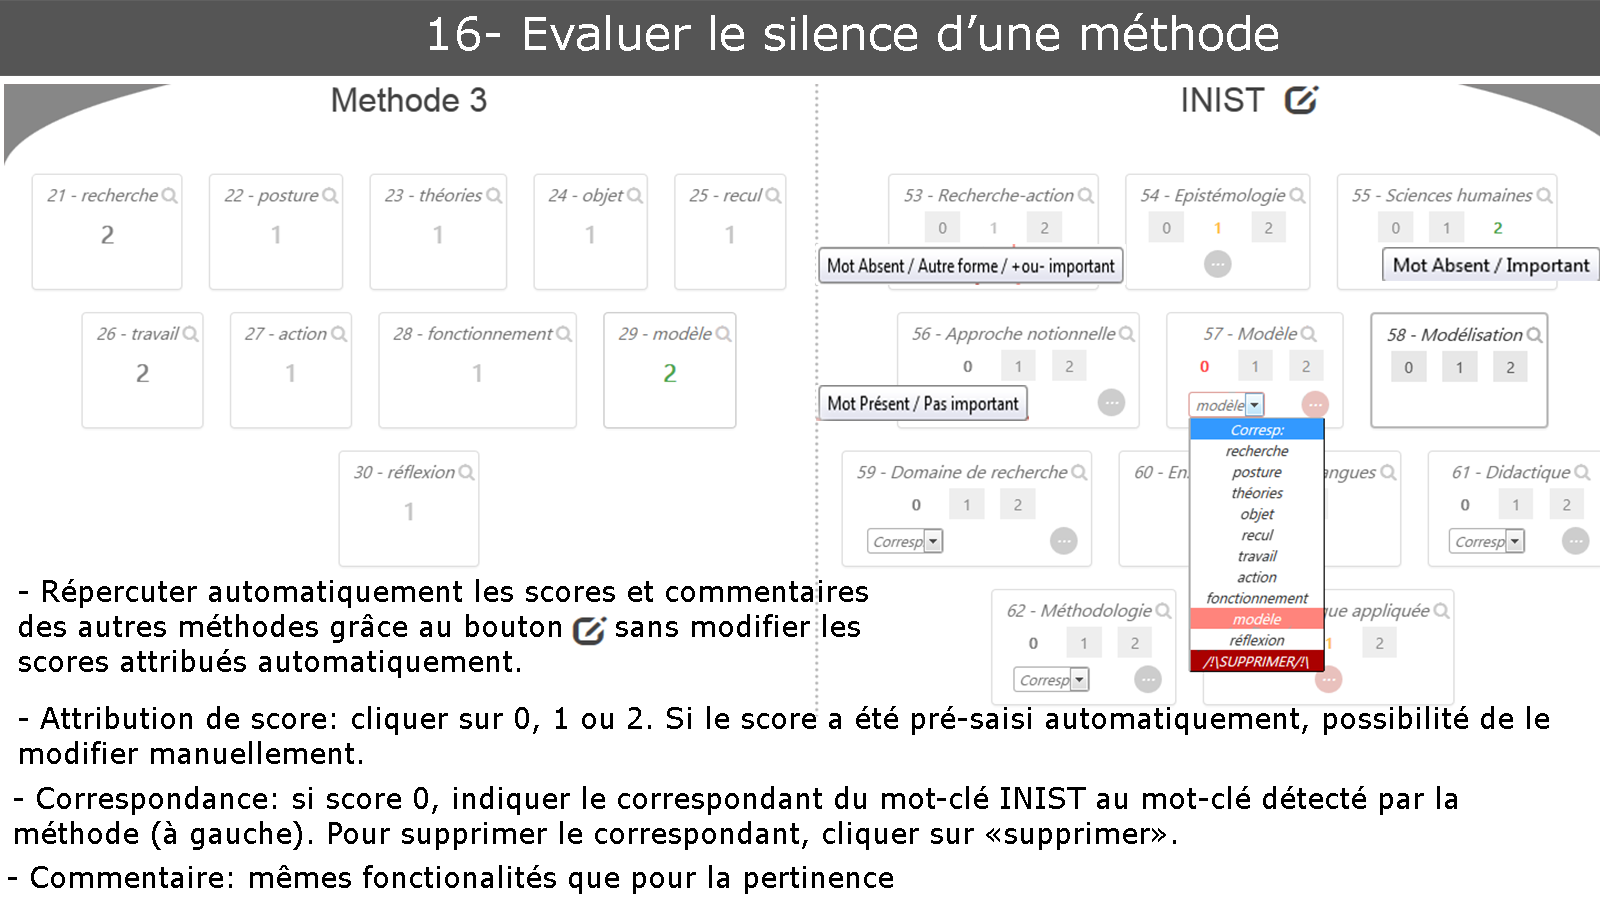 16- Evaluer le silence d’une méthode
Methode 3
21 - recherche
2
22 - posture
1
23 - théories
1
24 - objet
1
25 - recul
1
26 - travail
2
27 - action
1
28 - fonctionnement
1
29 - modèle
2
30 - réflexion
1
INIST
53 - Recherche-action
0 1 2
Mot Absent / Autre forme / +ou- important
54 - Epistémologie
0 1 2
55 - Sciences humaines
0 1 2
Mot Absent / Important
56 - Approche notionnelle
0 1 2
Mot Présent / Pas important
57 - Modèle
0 1 2
modèle
Corresp:
recherche
posture
théories
objet
recul
travail
action
fonctionnement
modèle
réflexion
/!\SUPPRIMER/!\
58 - Modélisation
0 1 2
59 - Domaine de recherche
0 1 2
Corresp
60 - En
angues
61 - Didactique
0 1 2
Corresp
62 - Méthodologie
0 1 2
Corresp
que appliquée
1 2
- Répercuter automatiquement les scores et commentaires
des autres méthodes grâce au bouton sans modifier les
scores attribués automatiquement.
- Attribution de score: cliquer sur 0, 1 ou 2. Si le score a été pré-saisi automatiquement, possibilité de le
modifier manuellement.
- Correspondance: si score 0, indiquer le correspondant du mot-clé INIST au mot-clé détecté par la
méthode (à gauche). Pour supprimer le correspondant, cliquer sur «supprimer».
- Commentaire: mêmes fonctionalités que pour la pertinence